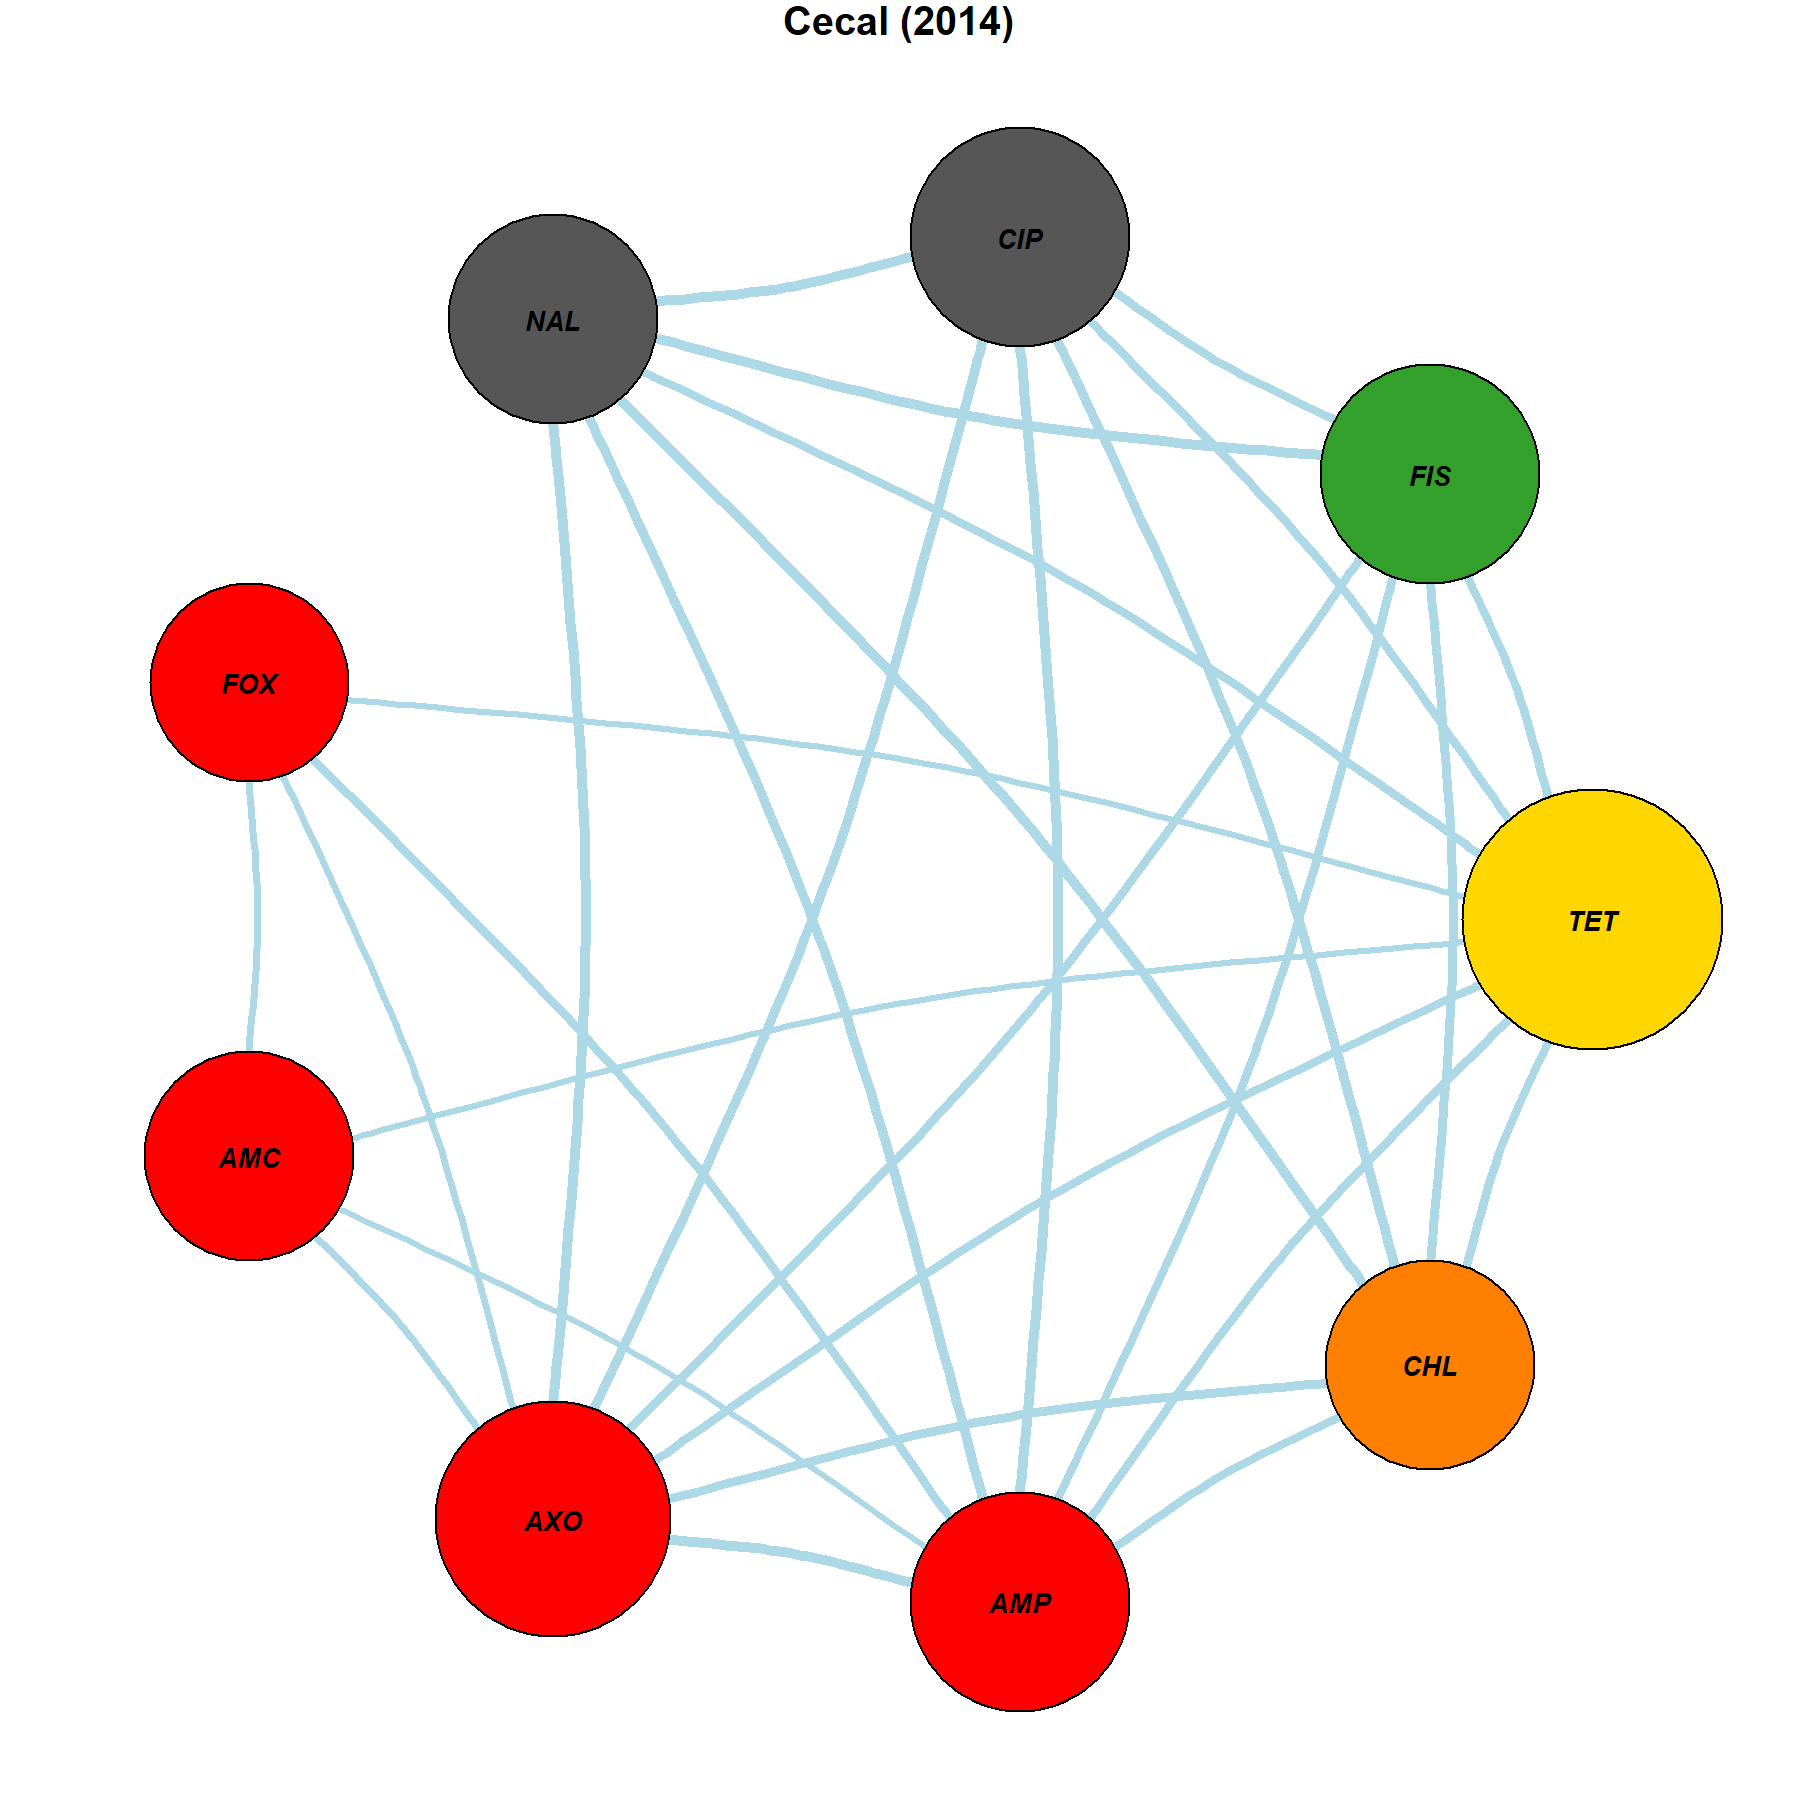 Cecal (2014)
CIP
NAL
FIS
FOX
TET
AMC
CHL
AXO
AMP